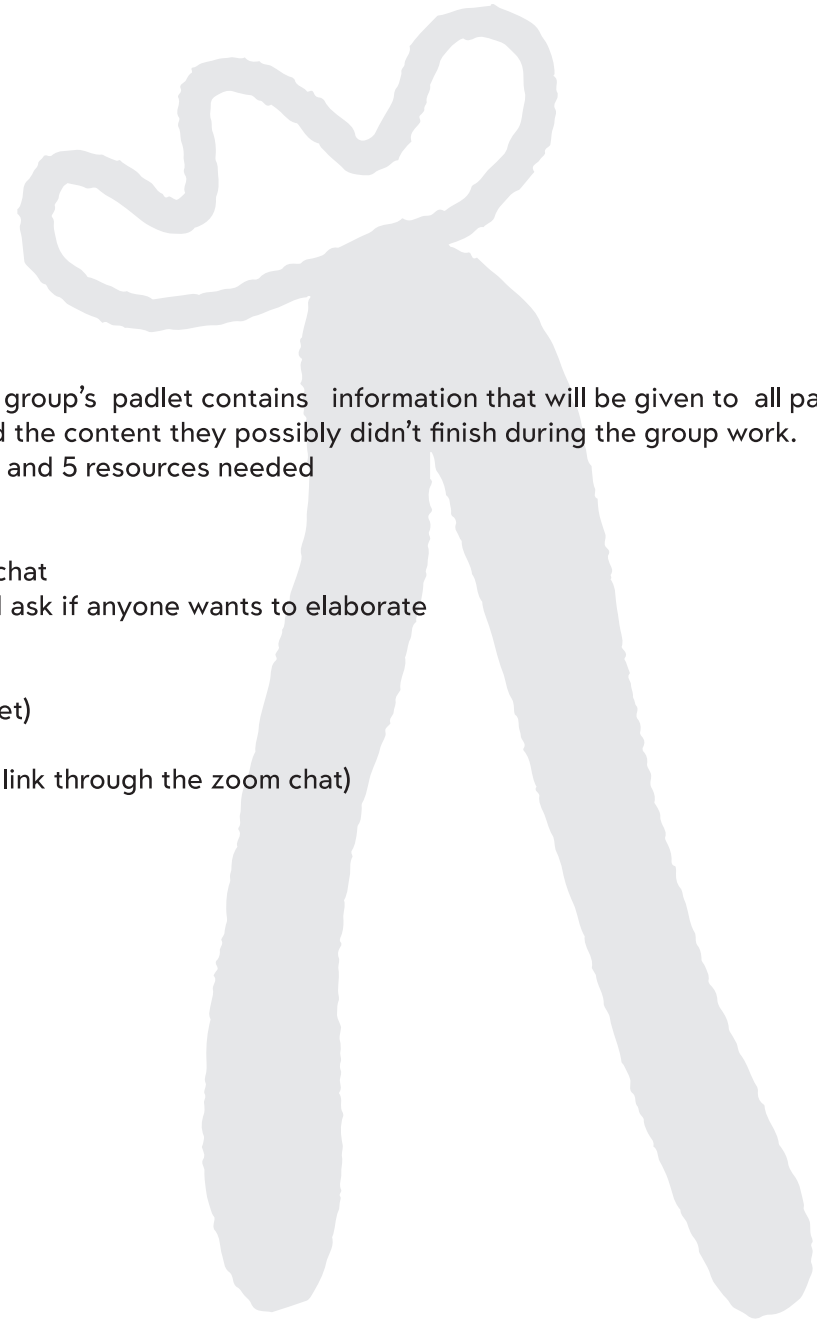 group’s padlet contains information that will be given to all pa
d the content they possibly didn’t finish during the group work.
and 5 resources needed
chat
l ask if anyone wants to elaborate
et)
link through the zoom chat)